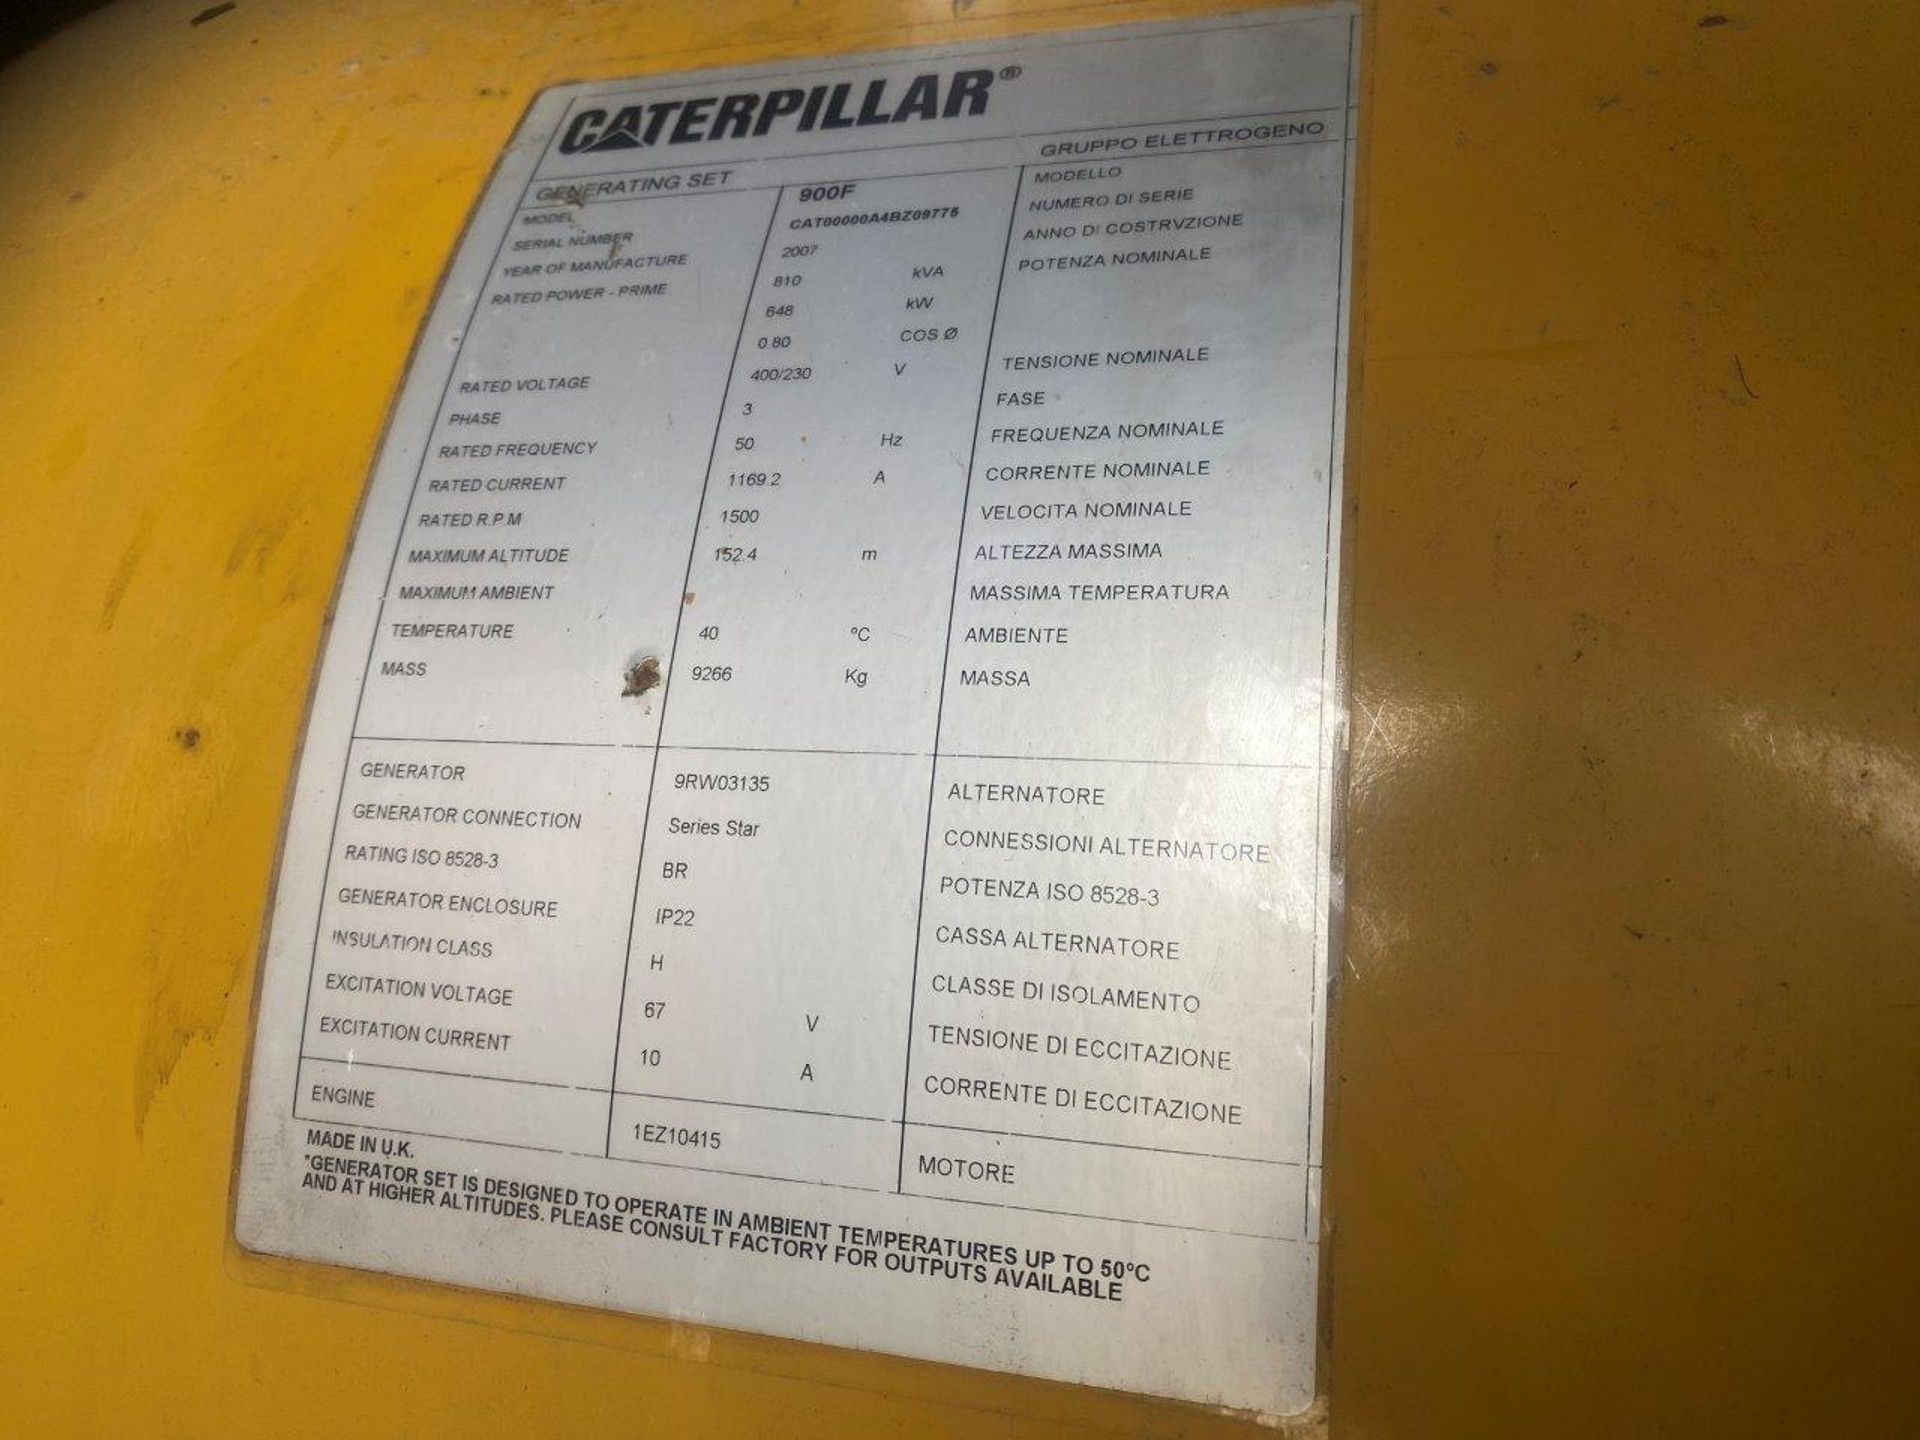 CATERPILLAR®
GENERATING SET GRUPPO ELETTROGENO
MODEL 900F MODELLO
SERIAL NUMBER CAT00000A4BZ09775 NUMERO DI SERIE
YEAR OF MANUFACTURE 2007 ANNO DI COSTRVZIONE
RATED POWER - PRIME 810 kVA POTENZA NOMINALE
648 kW
0.80 COS Ø
RATED VOLTAGE 400/230 V TENSIONE NOMINALE
PHASE 3 FASE
RATED FREQUENCY 50 Hz FREQUENZA NOMINALE
RATED CURRENT 1169.2 A CORRENTE NOMINALE
RATED R.P.M 1500 VELOCITA NOMINALE
MAXIMUM ALTITUDE 152.4 m ALTEZZA MASSIMA
MAXIMUM AMBIENT MASSIMA TEMPERATURA
TEMPERATURE 40 ºC AMBIENTE
MASS 9266 Kg MASSA
GENERATOR 9RW03135 ALTERNATORE
GENERATOR CONNECTION Series Star CONNESSIONI ALTERNATORE
RATING ISO 8528-3 BR POTENZA ISO 8528-3
GENERATOR ENCLOSURE IP22 CASSA ALTERNATORE
INSULATION CLASS H CLASSE DI ISOLAMENTO
EXCITATION VOLTAGE 67 V TENSIONE DI ECCITAZIONE
EXCITATION CURRENT 10 A CORRENTE DI ECCITAZIONE
ENGINE 1EZ10415 MOTORE
MADE IN U.K.
*GENERATOR SET IS DESIGNED TO OPERATE IN AMBIENT TEMPERATURES UP TO 50ºC
AND AT HIGHER ALTITUDES. PLEASE CONSULT FACTORY FOR OUTPUTS AVAILABLE